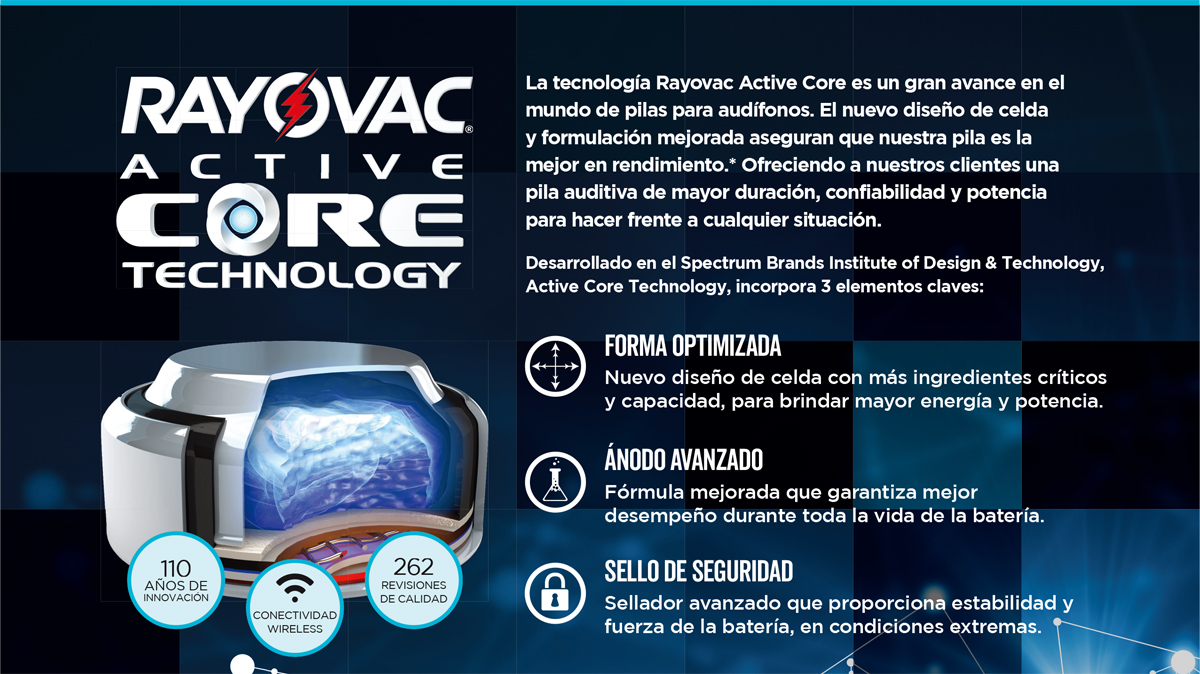 RAYOVAC®
ACTIVE
CORE
TECHNOLOGY
La tecnología Rayovac Active Core es un gran avance en el
mundo de pilas para audífonos. El nuevo diseño de celda
y formulación mejorada aseguran que nuestra pila es la
mejor en rendimiento.* Ofreciendo a nuestros clientes una
pila auditiva de mayor duración, confiabilidad y potencia
para hacer frente a cualquier situación.
Desarrollado en el Spectrum Brands Institute of Design & Technology,
Active Core Technology, incorpora 3 elementos claves:
FORMA OPTIMIZADA
Nuevo diseño de celda con más ingredientes críticos
y capacidad, para brindar mayor energía y potencia.
ÁNODO AVANZADO
Fórmula mejorada que garantiza mejor
desempeño durante toda la vida de la batería.
SELLO DE SEGURIDAD
Sellador avanzado que proporciona estabilidad y
fuerza de la batería, en condiciones extremas.
110
AÑOS DE
INNOVACIÓN
CONECTIVIDAD
WIRELESS
262
REVISIONES
DE CALIDAD